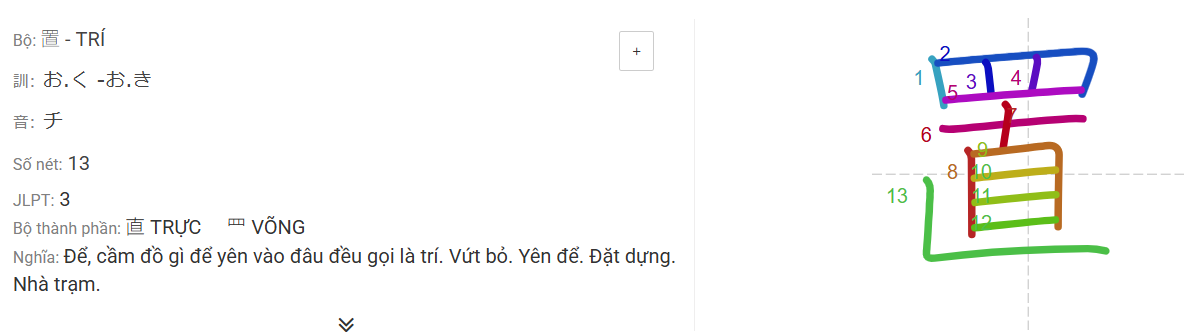 Bộ: 置 - TRÍ
訓: お.く -お.き
音: チ
Số nét: 13
JLPT: 3
Bộ thành phần: 直 TRỰC 罒 VÕNG
Nghĩa: Để, cầm đồ gì để yên vào đâu đều gọi là trí. Vứt bỏ. Yên để. Đặt dựng.
Nhà trạm.
+
1
2
3
4
5
6
7
8
9
10
11
12
13
置